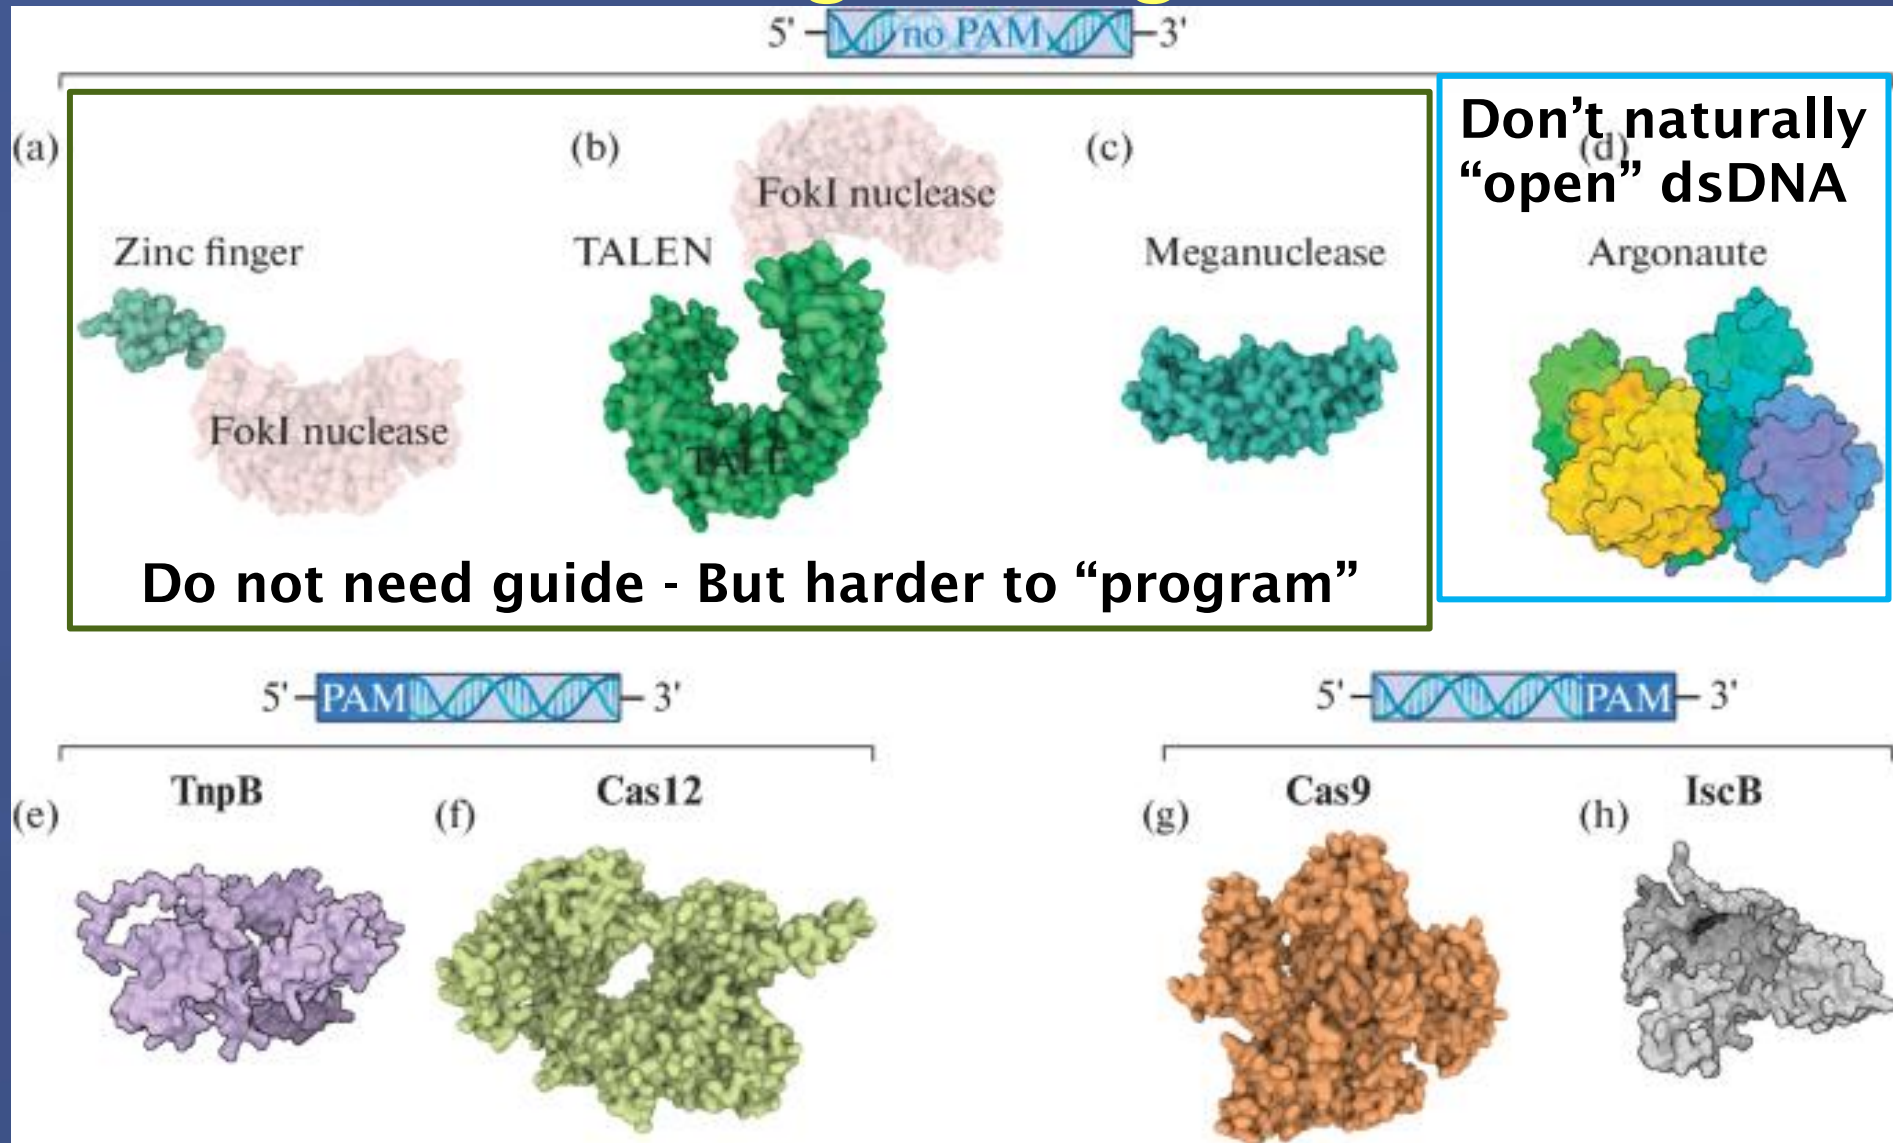 5' no PAM 3'
(a)
(b)
(c)
(d)
Don't naturally
“open” dsDNA
FokI nuclease
Zinc finger
TALEN
Meganuclease
Argonaute
FokI nuclease
TALE
Do not need guide - But harder to “program”
5' PAM 3'
5' PAM 3'
TnpB
Cas12
Cas9
IscB
(e)
(f)
(g)
(h)